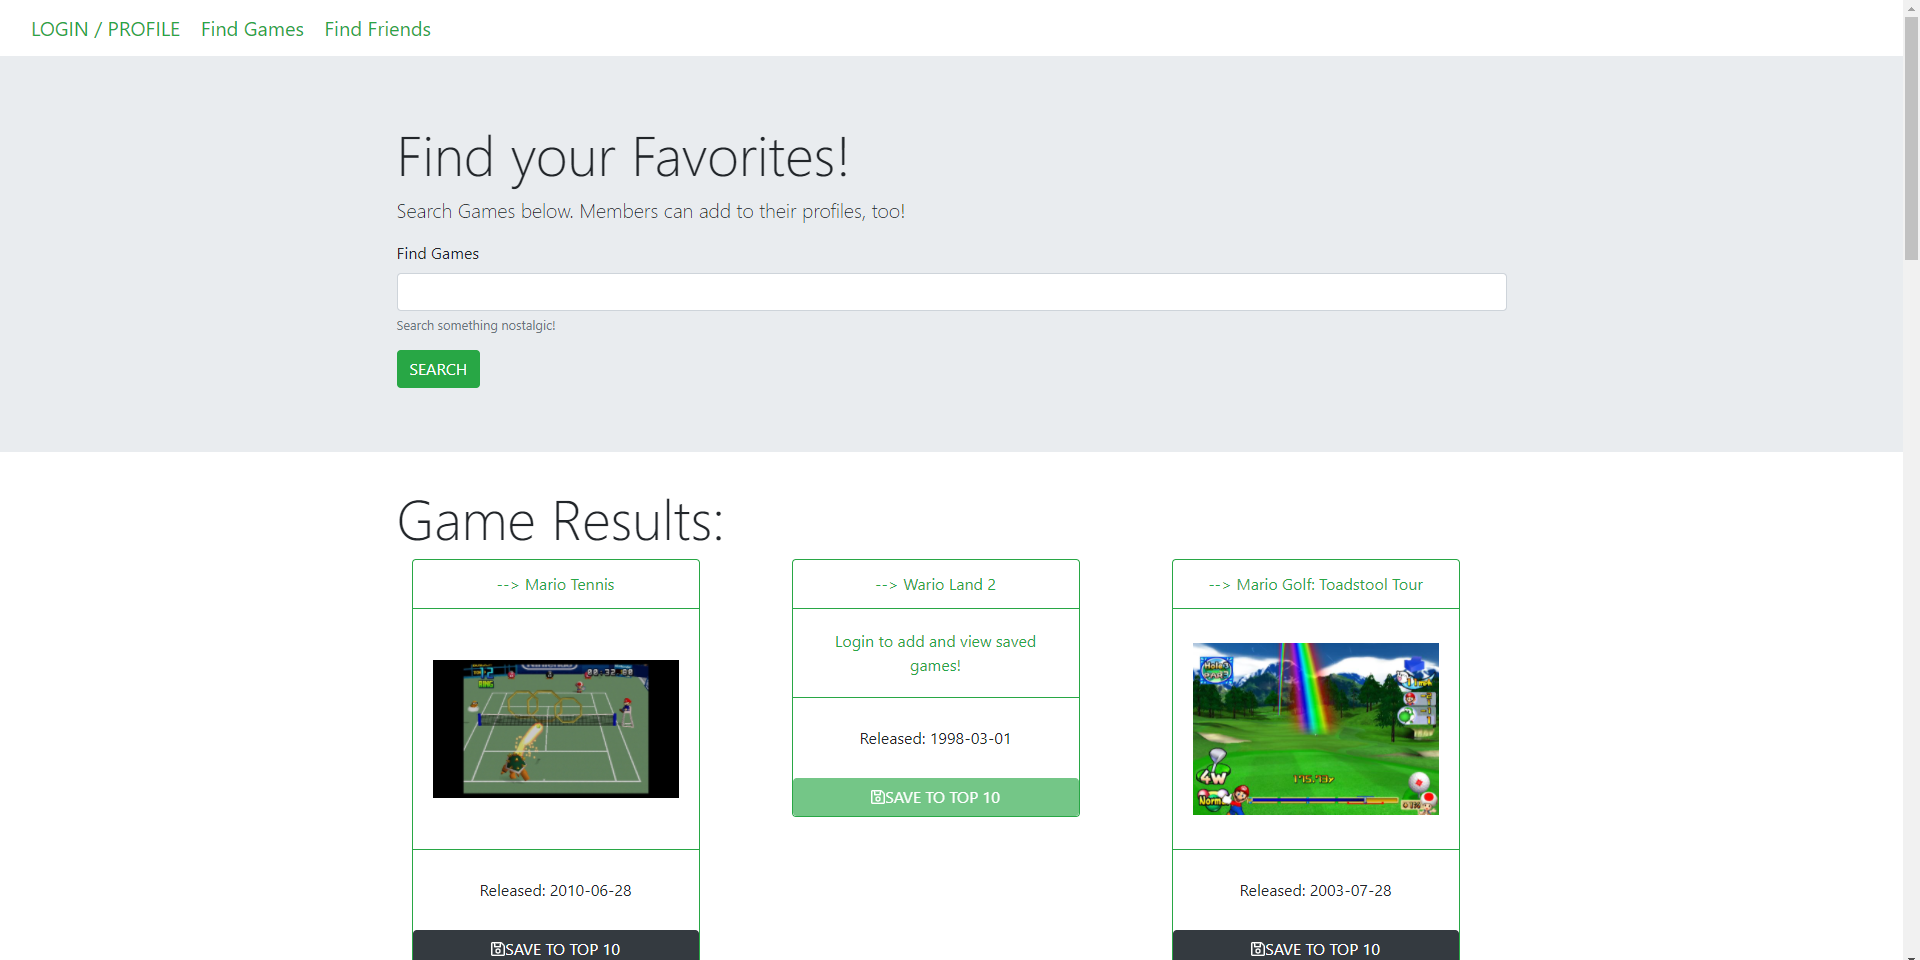 LOGIN / PROFILE Find Games Find Friends
Find your Favorites!
Search Games below. Members can add to their profiles, too!
Find Games
Search something nostalgic!
SEARCH
Game Results:
--> Mario Tennis
Released: 2010-06-28
SAVE TO TOP 10
--> Wario Land 2
Login to add and view saved
games!
Released: 1998-03-01
SAVE TO TOP 10
--> Mario Golf: Toadstool Tour
4W
Released: 2003-07-28
SAVE TO TOP 10